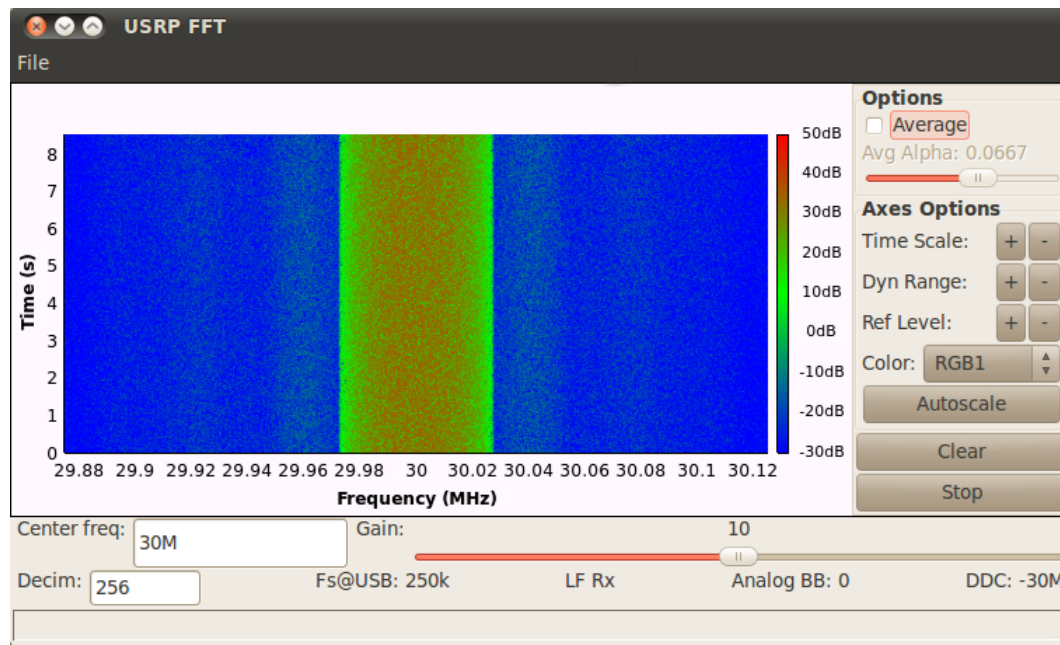 USRP FFT
File
Options
Average
Avg Alpha: 0.0667
Axes Options
Time Scale: + -
Dyn Range: + -
Ref Level: + -
Color: RGB1
Autoscale
Clear
Stop
50dB
40dB
30dB
20dB
10dB
0dB
-10dB
-20dB
-30dB
Time (s)
8
7
6
5
4
3
2
1
0
29.88 29.9 29.92 29.94 29.96 29.98 30 30.02 30.04 30.06 30.08 30.1 30.12
Frequency (MHz)
Center freq: 30M Gain: 10
Decim: 256 Fs@USB: 250k LF Rx Analog BB: 0 DDC: -30M